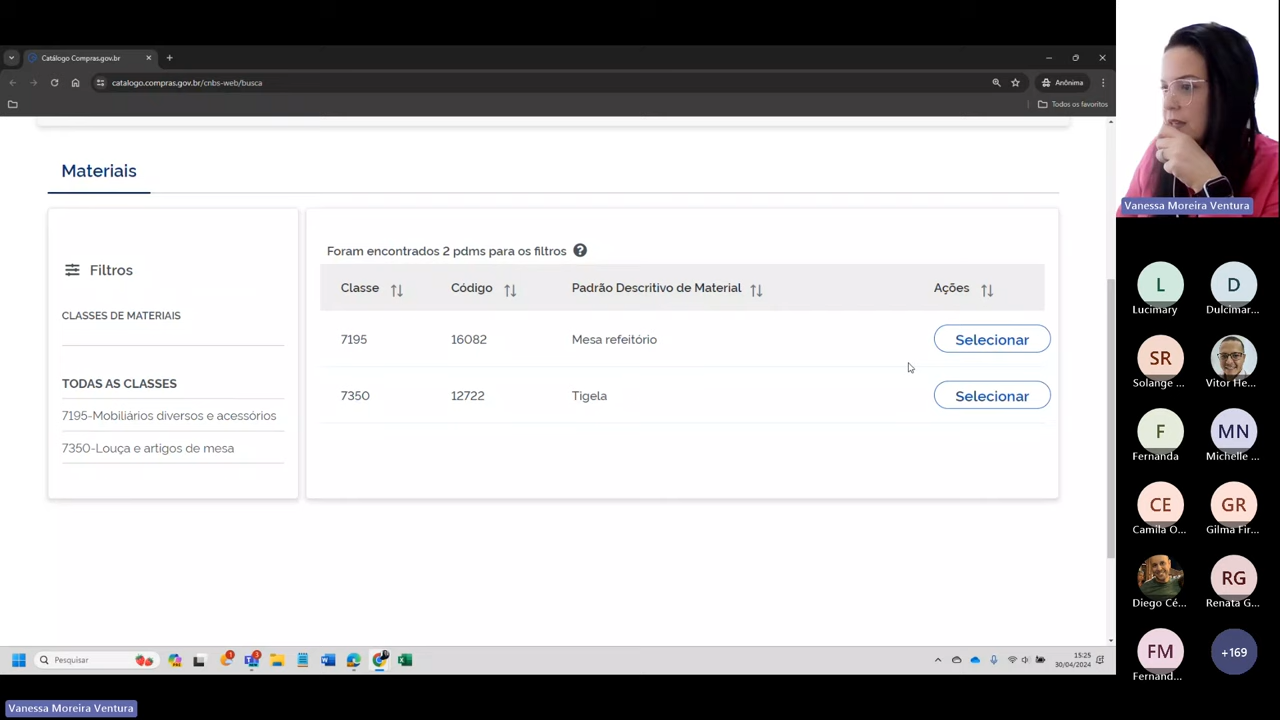 Catálogo Compras.gov.br
catalogo.compras.gov.br/cnbs-web/busca
Anônima
Todos os favoritos
Materiais
Filtros
CLASSES DE MATERIAIS
TODAS AS CLASSES
7195-Mobiliários diversos e acessórios
7350-Louça e artigos de mesa
Foram encontrados 2 pdms para os filtros ?
Classe Código Padrão Descritivo de Material Ações
7195 16082 Mesa refeitório Selecionar
7350 12722 Tigela Selecionar
Vanessa Moreira Ventura
L D
Lucimary Dulcimar...
SR
Solange ... Vitor He...
F MN
Fernanda Michelle ...
CE GR
Camila O... Gilma Fir...
RG
Diego Cé... Renata G...
FM +169
Fernand...
Pesquisar
15:25
30/04/2024
Vanessa Moreira Ventura